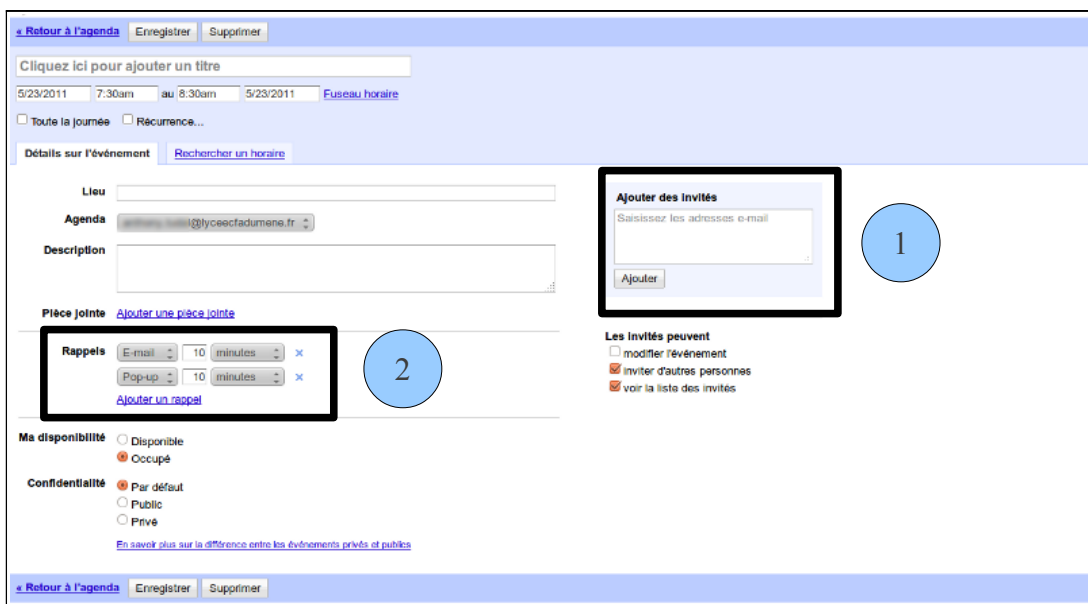 « Retour à l'agenda Enregistrer Supprimer
Cliquez ici pour ajouter un titre
5/23/2011 7:30am au 8:30am 5/23/2011 Fuseau horaire
Toute la journée Récurrence...
Détails sur l'événement Rechercher un horaire
Lieu
Agenda @lyceecfadumene.fr
Description
Pièce jointe Ajouter une pièce jointe
Rappels E-mail 10 minutes x
Pop-up 10 minutes x
Ajouter un rappel
2
Ma disponibilité Disponible
Occupé
Confidentialité Par défaut
Public
Privé
En savoir plus sur la différence entre les événements privés et publics
Ajouter des invités
Saisissez les adresses e-mail
Ajouter
1
Les invités peuvent
modifier l'événement
inviter d'autres personnes
voir la liste des invités
« Retour à l'agenda Enregistrer Supprimer